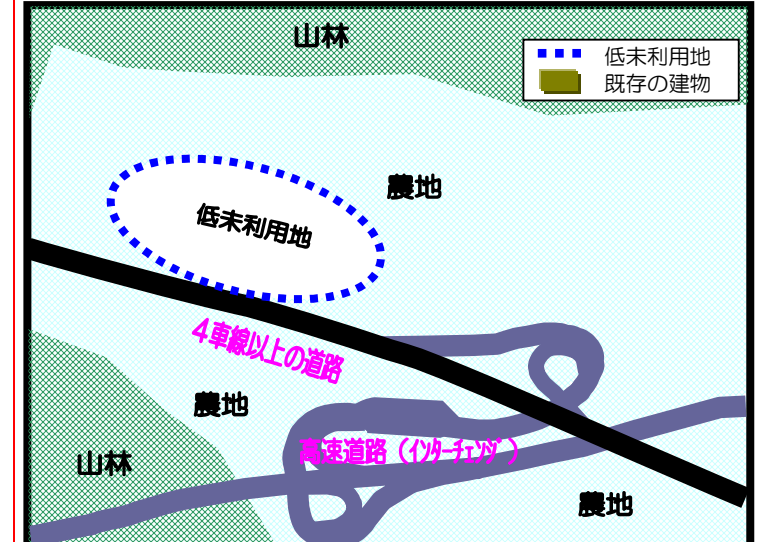 山林
低未利用地
既存の建物
農地
低未利用地
４車線以上の道路
農地
高速道路（ｲﾝﾀｰﾁｪﾝｼﾞ）
山林
農地